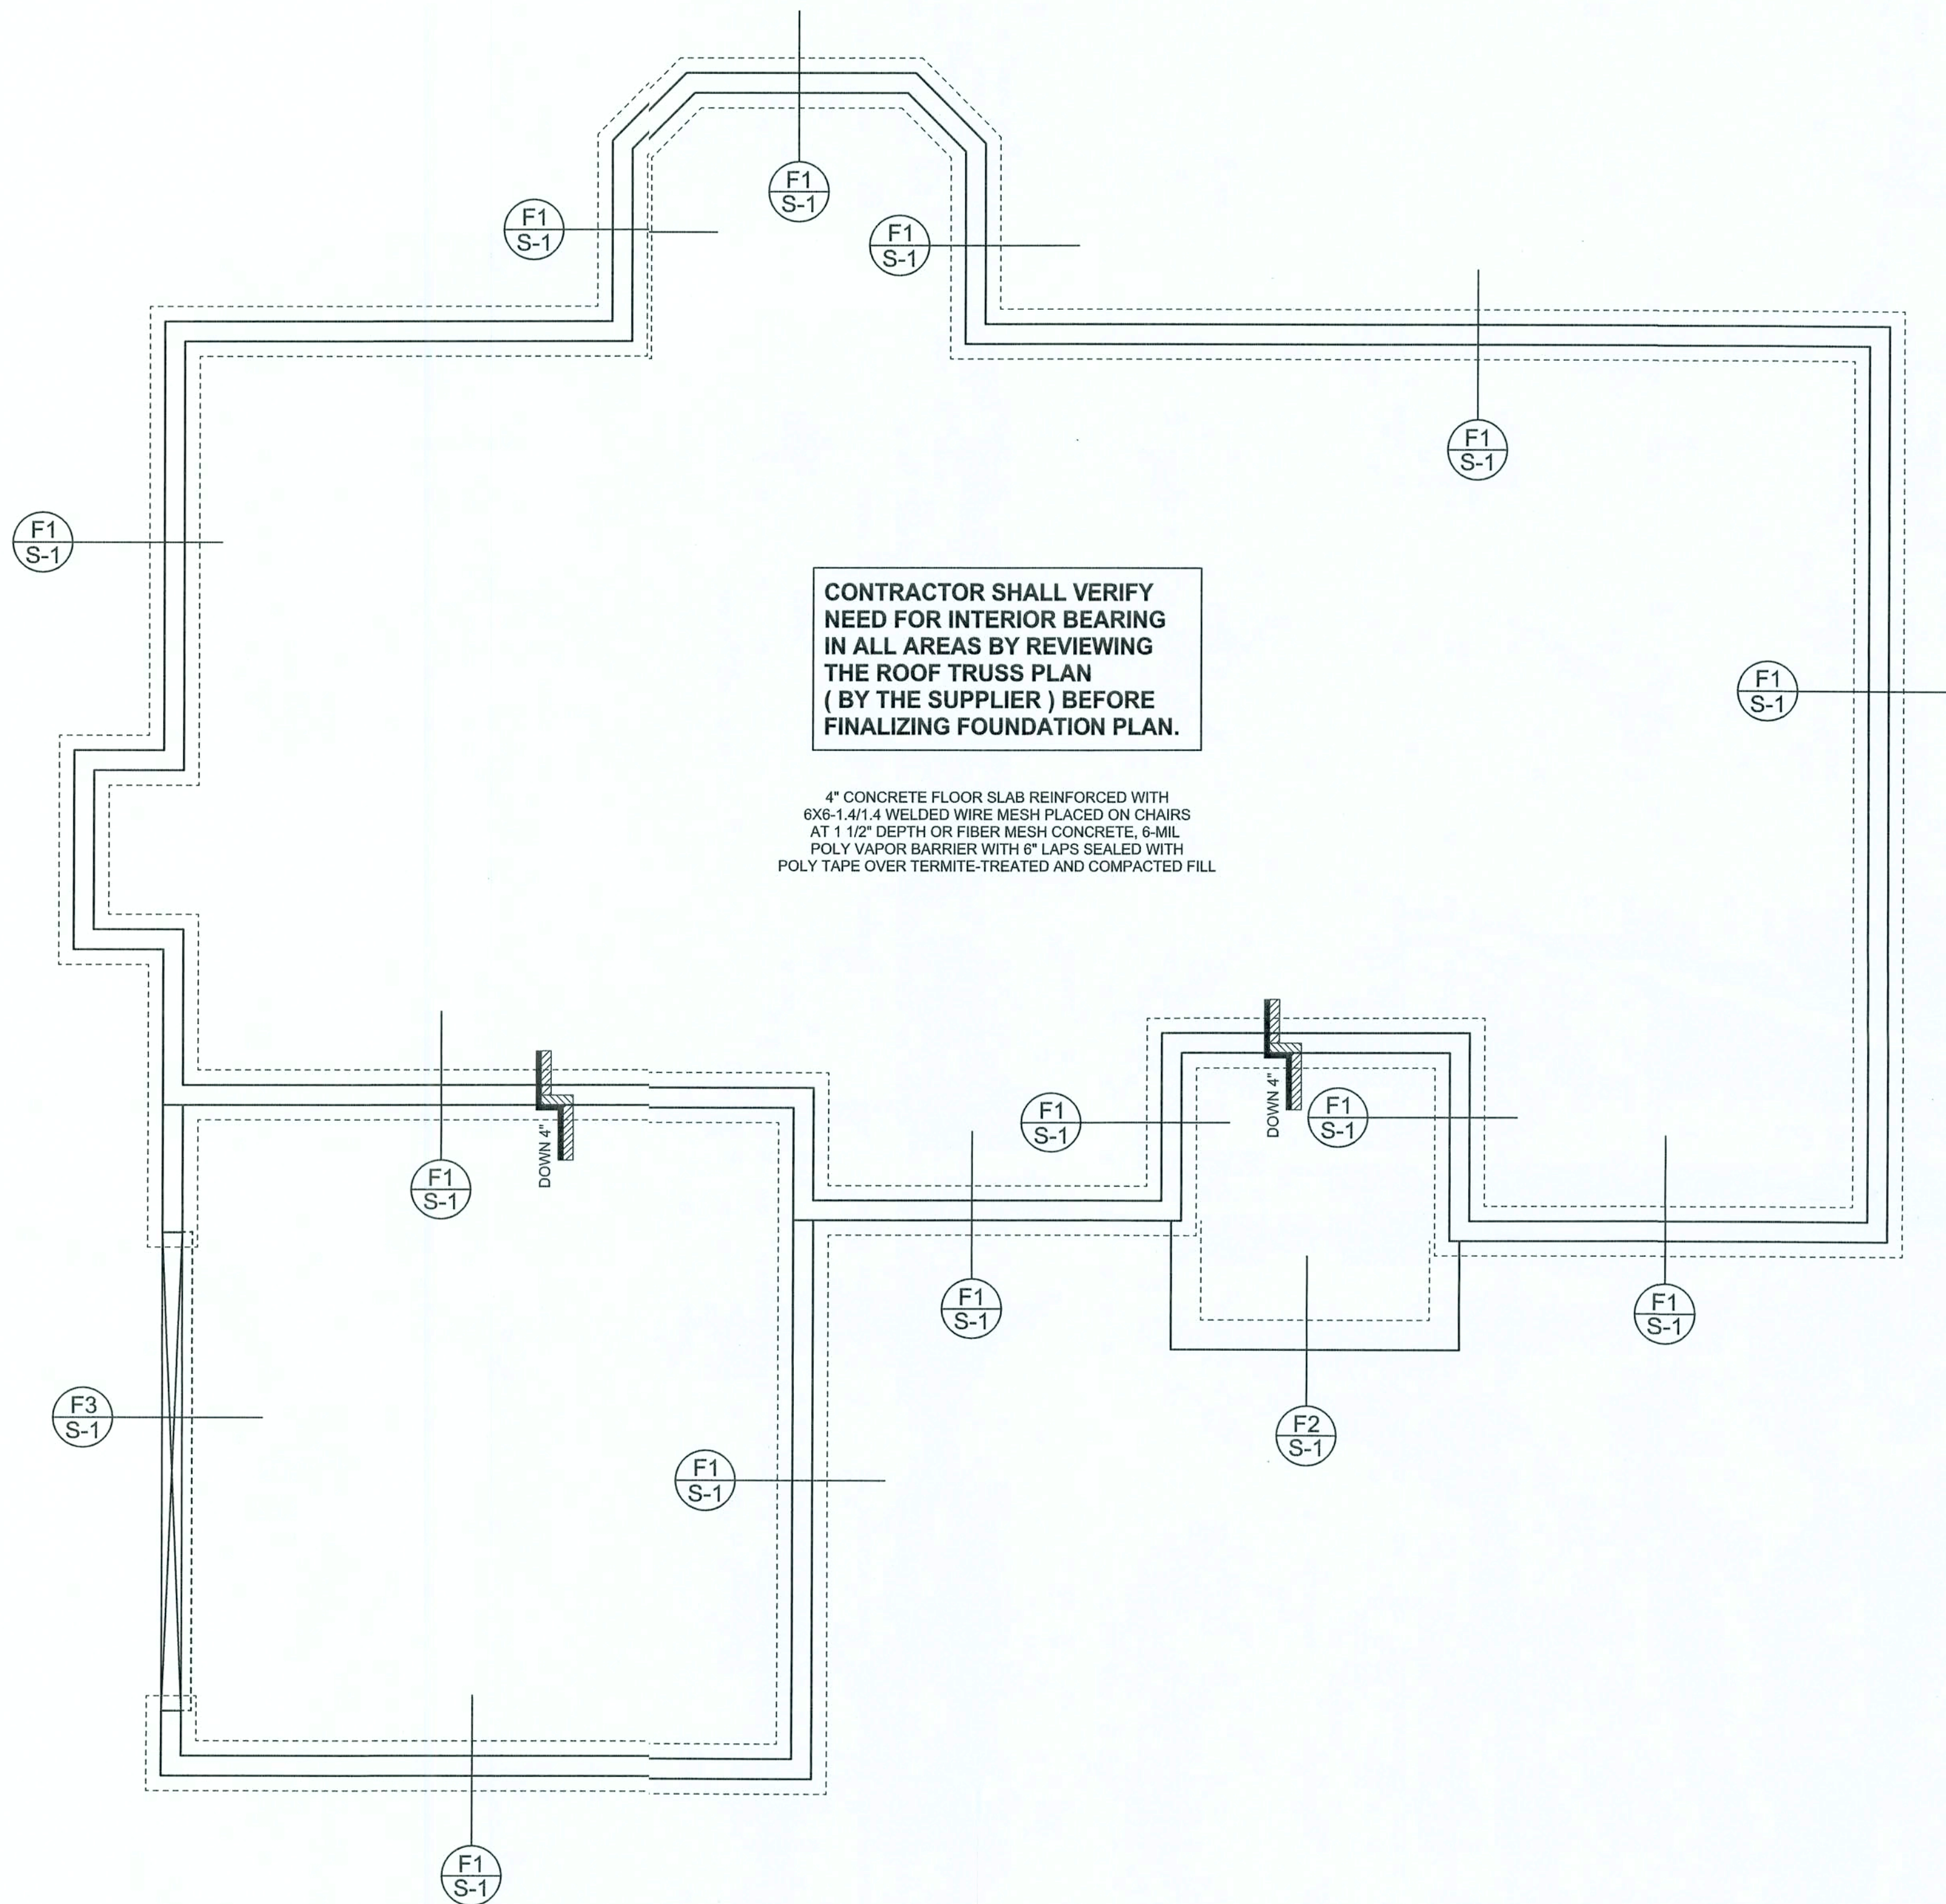 F1
S-1
F1
S-1
F1
S-1
F1
S-1
F1
S-1
CONTRACTOR SHALL VERIFY
NEED FOR INTERIOR BEARING
IN ALL AREAS BY REVIEWING
THE ROOF TRUSS PLAN
( BY THE SUPPLIER ) BEFORE
FINALIZING FOUNDATION PLAN.
F1
S-1
4" CONCRETE FLOOR SLAB REINFORCED WITH
6X6-1.4/1.4 WELDED WIRE MESH PLACED ON CHAIRS
AT 1 1/2" DEPTH OR FIBER MESH CONCRETE, 6-MIL
POLY VAPOR BARRIER WITH 6" LAPS SEALED WITH
POLY TAPE OVER TERMITE-TREATED AND COMPACTED FILL
DOWN 4"
F1
S-1
F1
S-1
DOWN 4"
F1
S-1
F1
S-1
F1
S-1
F3
S-1
F2
S-1
F1
S-1
F1
S-1